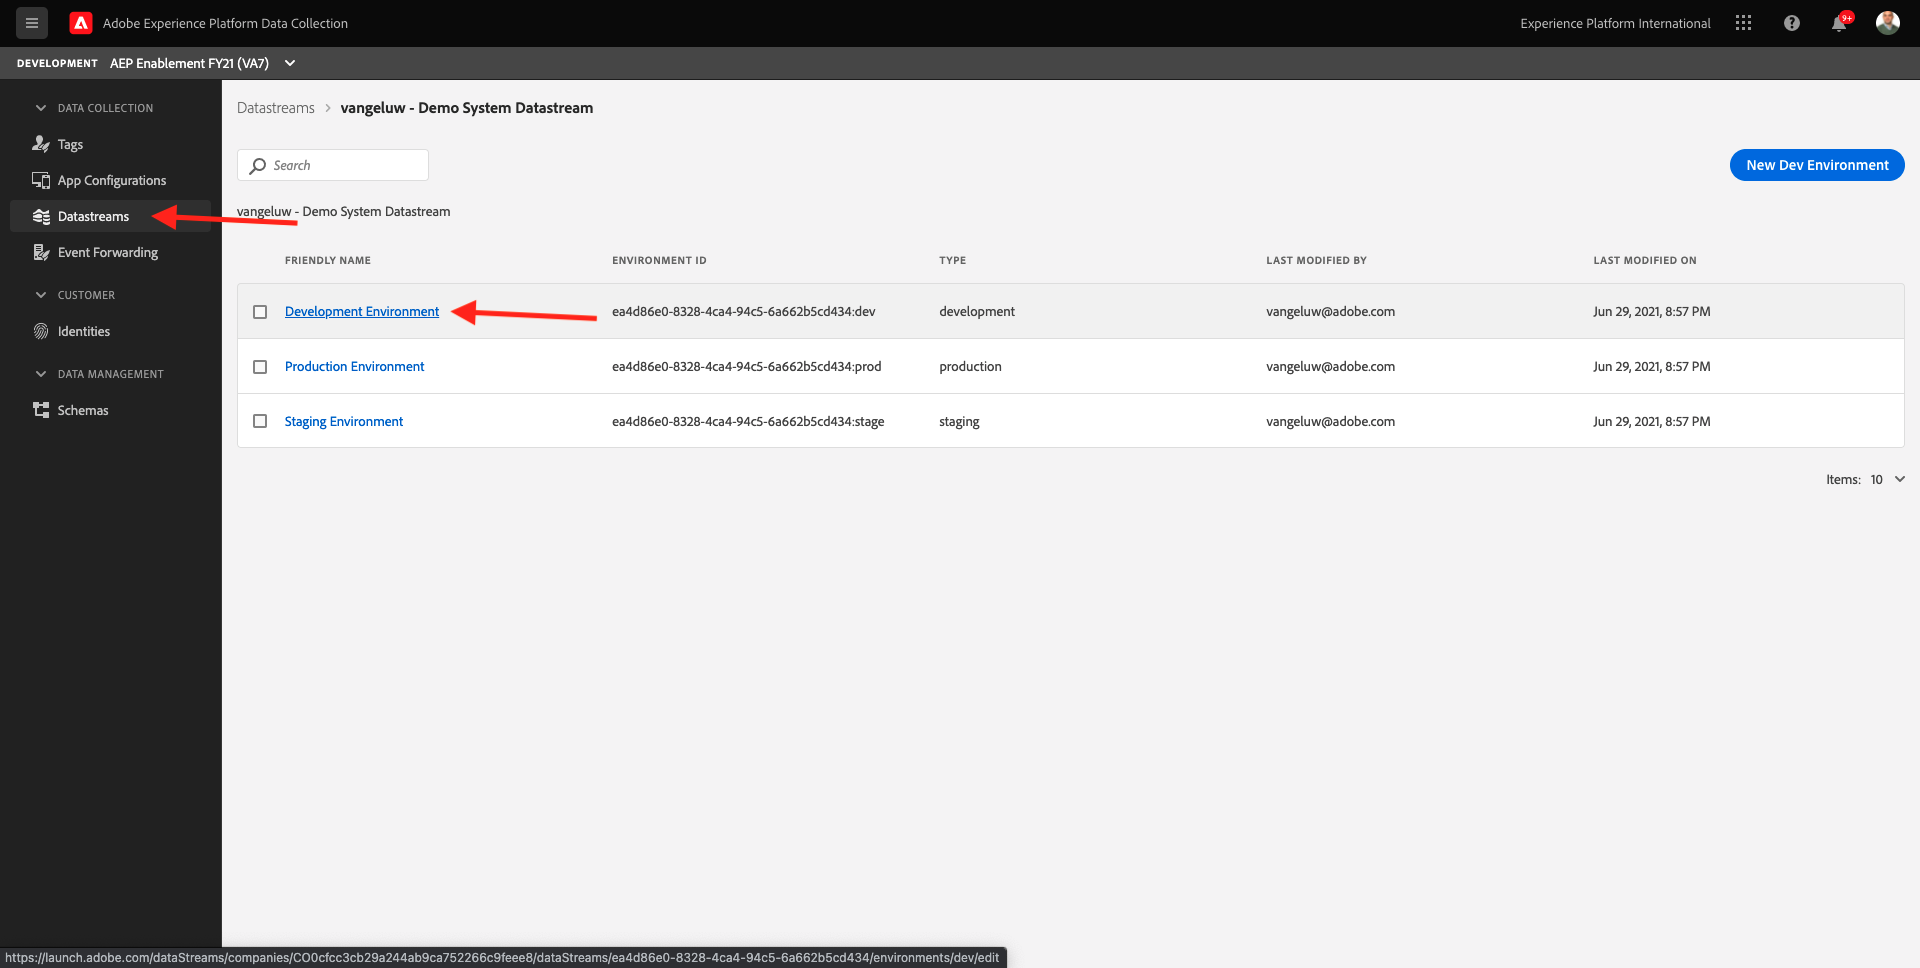 Adobe Experience Platform Data Collection
Experience Platform International
9+
DEVELOPMENT AEP Enablement FY21 (VA7)
DATA COLLECTION
Tags
App Configurations
Datastreams
Event Forwarding
CUSTOMER
Identities
DATA MANAGEMENT
Schemas
Datastreams > vangeluw - Demo System Datastream
Search
New Dev Environment
vangeluw - Demo System Datastream
FRIENDLY NAME ENVIRONMENT ID TYPE LAST MODIFIED BY LAST MODIFIED ON
Development Environment ea4d86e0-8328-4ca4-94c5-6a662b5cd434:dev development vangeluw@adobe.com Jun 29, 2021, 8:57 PM
Production Environment ea4d86e0-8328-4ca4-94c5-6a662b5cd434:prod production vangeluw@adobe.com Jun 29, 2021, 8:57 PM
Staging Environment ea4d86e0-8328-4ca4-94c5-6a662b5cd434:stage staging vangeluw@adobe.com Jun 29, 2021, 8:57 PM
Items: 10
https://launch.adobe.com/dataStreams/companies/CO0cfcc3cb29a244ab9ca752266c9feee8/dataStreams/ea4d86e0-8328-4ca4-94c5-6a662b5cd434/environments/dev/edit